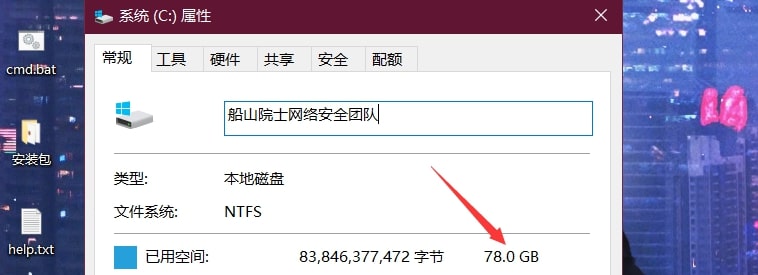 系统 (C:) 属性
常规 工具 硬件 共享 安全 配额
cmd.bat
船山院士网络安全团队
安装包
类型: 本地磁盘
文件系统: NTFS
help.txt
已用空间: 83,846,377,472 字节 78.0 GB